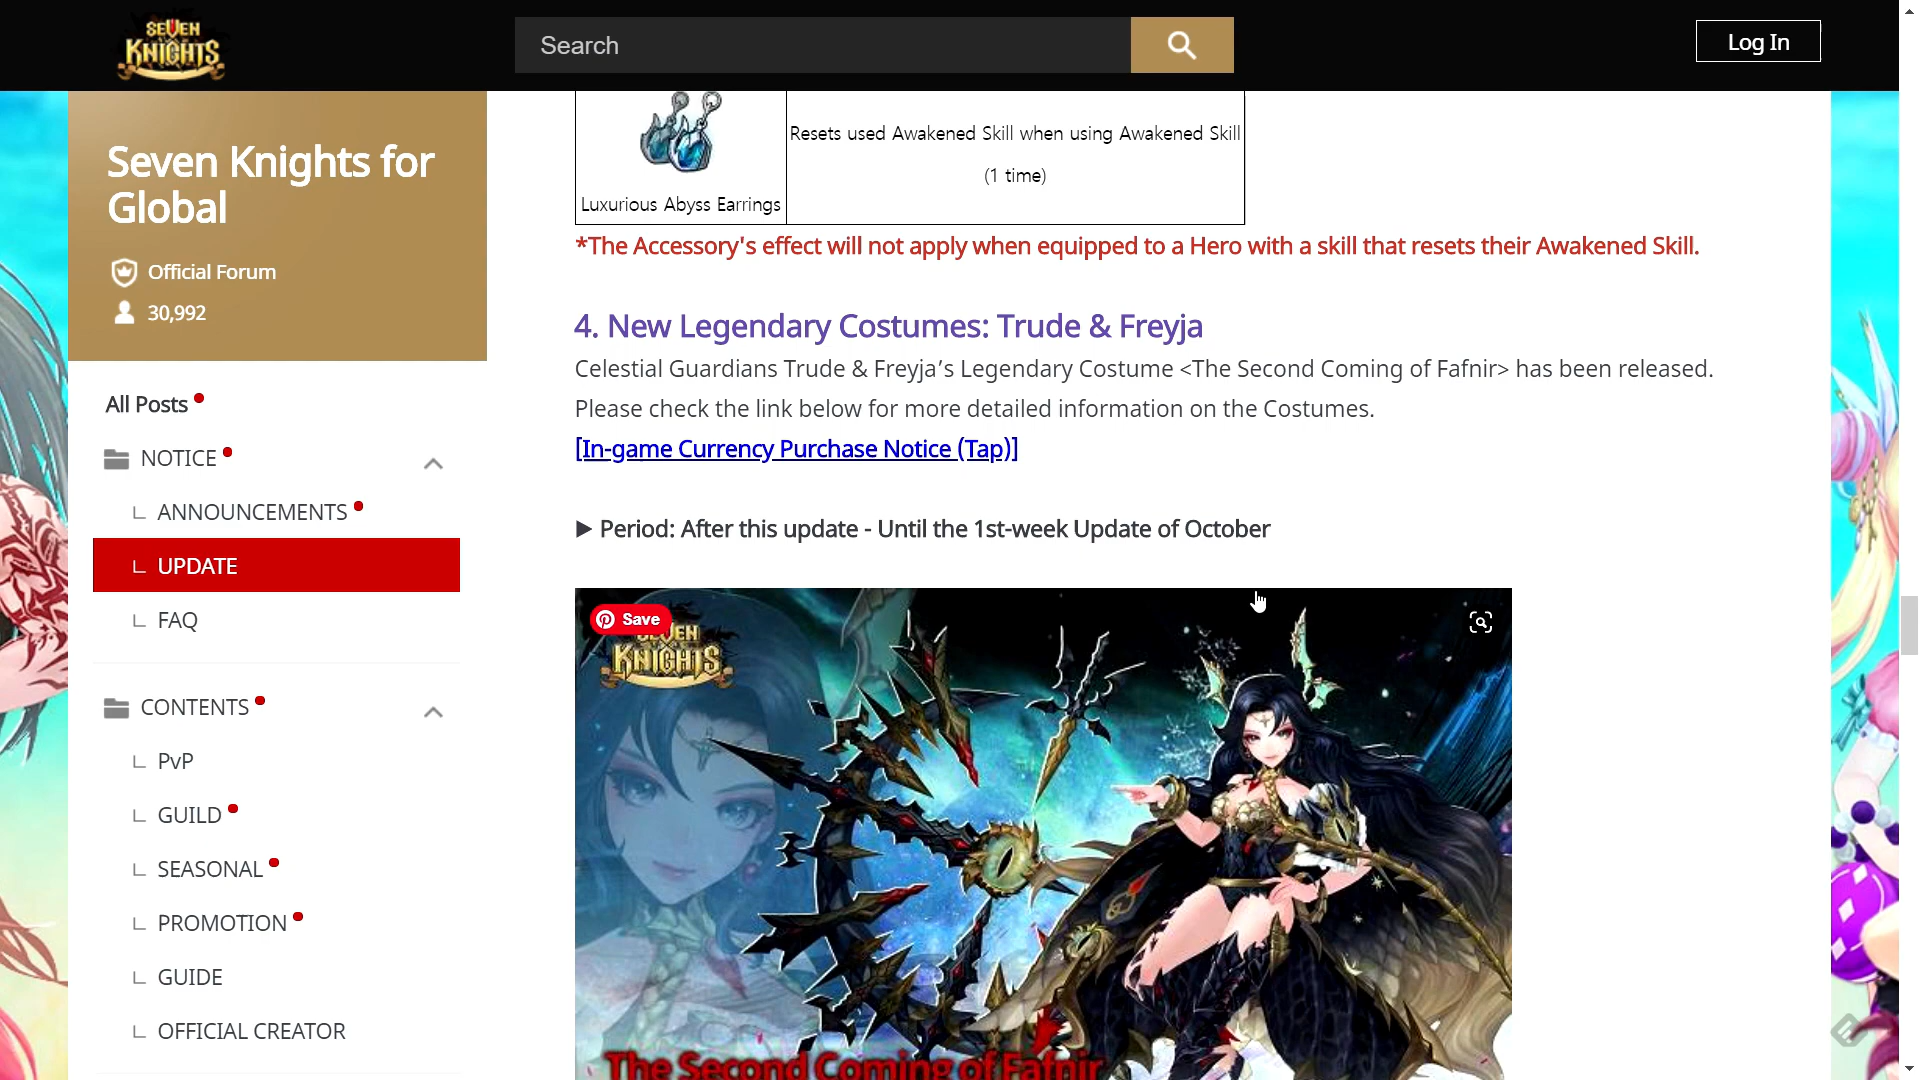 SEVEN
KNIGHTS
Search
Log In
Seven Knights for
Global
Official Forum
30,992
All Posts
NOTICE
ANNOUNCEMENTS
UPDATE
FAQ
CONTENTS
PvP
GUILD
SEASONAL
PROMOTION
GUIDE
OFFICIAL CREATOR
Luxurious Abyss Earrings
Resets used Awakened Skill when using Awakened Skill
(1 time)
*The Accessory's effect will not apply when equipped to a Hero with a skill that resets their Awakened Skill.
4. New Legendary Costumes: Trude & Freyja
Celestial Guardians Trude & Freyja’s Legendary Costume <The Second Coming of Fafnir> has been released.
Please check the link below for more detailed information on the Costumes.
[In-game Currency Purchase Notice (Tap)]
▶ Period: After this update - Until the 1st-week Update of October
Save
SEVEN
KNIGHTS
The Second Coming of Fafnir